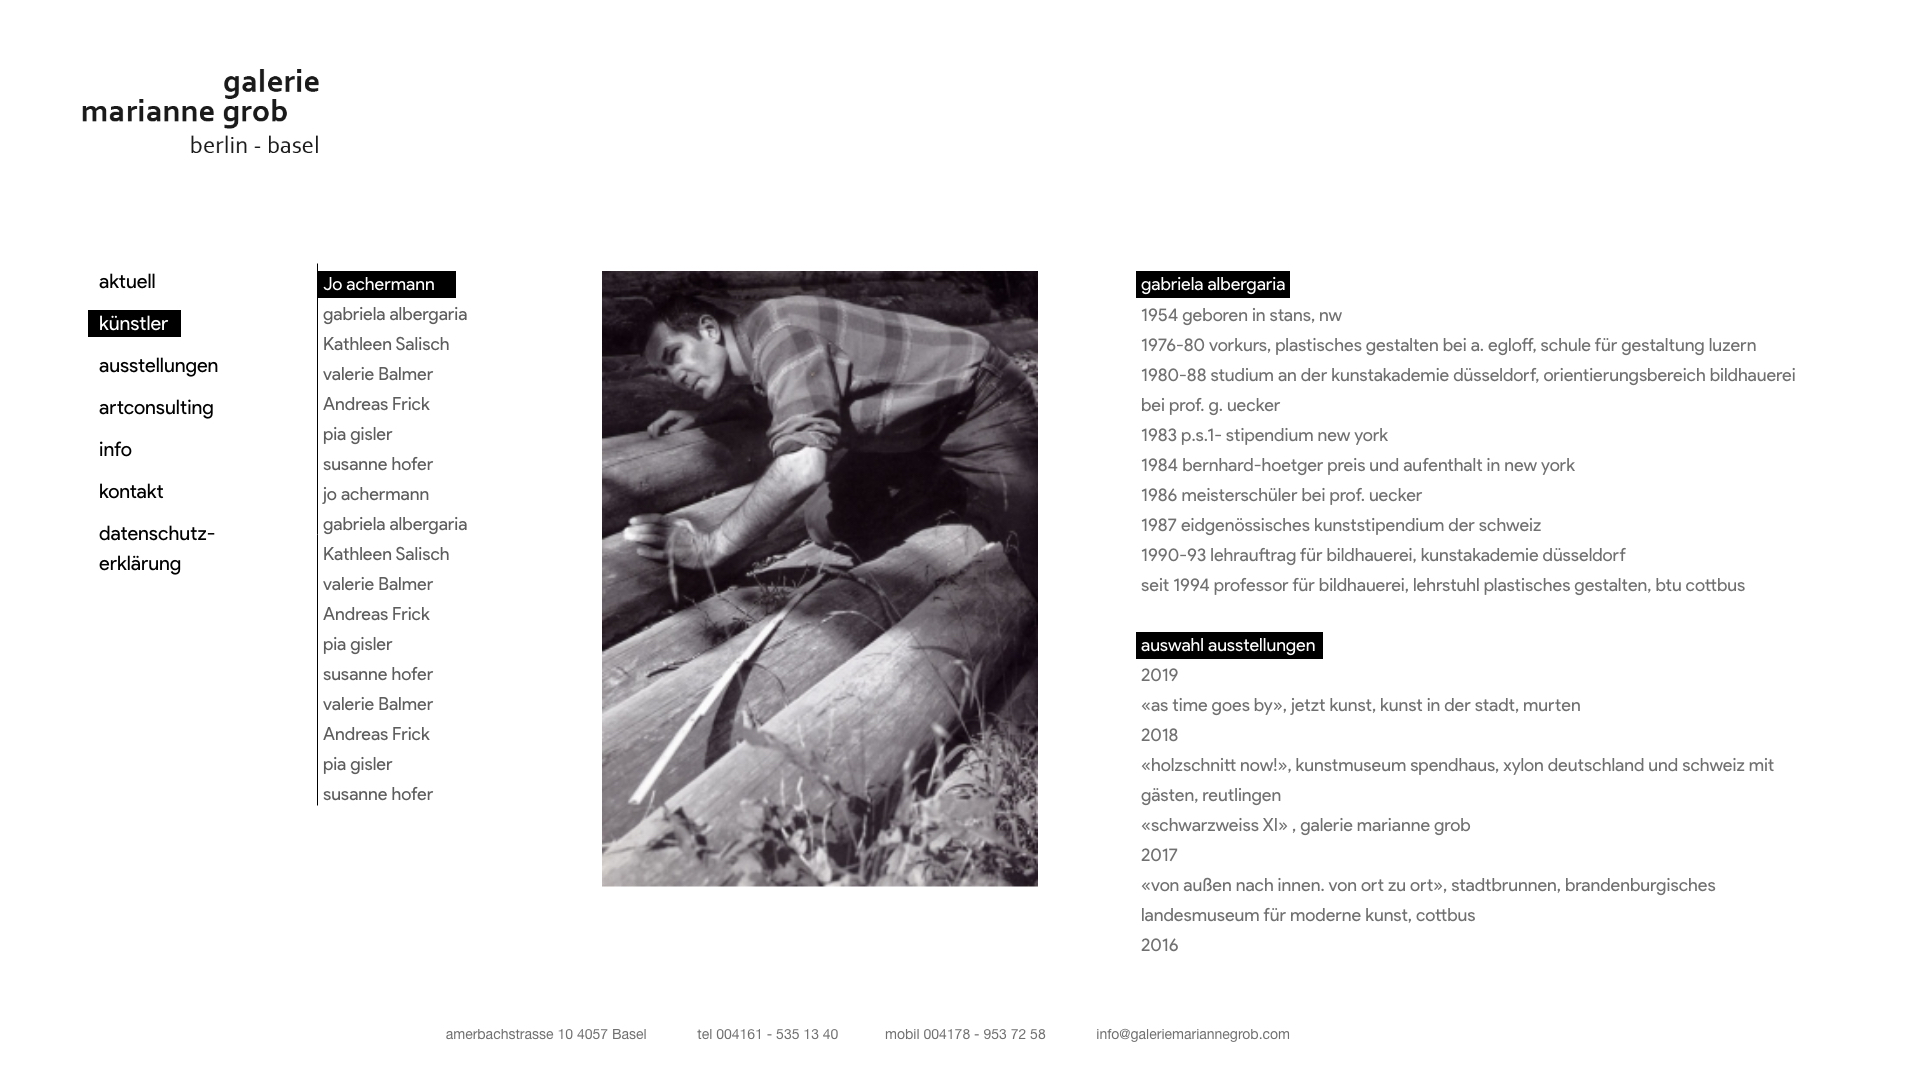 galerie
marianne grob
berlin - basel
aktuell
künstler
ausstellungen
artconsulting
info
kontakt
datenschutz-
erklärung
Jo achermann
gabriela albergaria
Kathleen Salisch
valerie Balmer
Andreas Frick
pia gisler
susanne hofer
jo achermann
gabriela albergaria
Kathleen Salisch
valerie Balmer
Andreas Frick
pia gisler
susanne hofer
valerie Balmer
Andreas Frick
pia gisler
susanne hofer
gabriela albergaria
1954 geboren in stans, nw
1976-80 vorkurs, plastisches gestalten bei a. egloff, schule für gestaltung luzern
1980-88 studium an der kunstakademie düsseldorf, orientierungsbereich bildhauerei
bei prof. g. uecker
1983 p.s.1- stipendium new york
1984 bernhard-hoetger preis und aufenthalt in new york
1986 meisterschüler bei prof. uecker
1987 eidgenössisches kunststipendium der schweiz
1990-93 lehrauftrag für bildhauerei, kunstakademie düsseldorf
seit 1994 professor für bildhauerei, lehrstuhl plastisches gestalten, btu cottbus
auswahl ausstellungen
2019
«as time goes by», jetzt kunst, kunst in der stadt, murten
2018
«holzschnitt now!», kunstmuseum spendhaus, xylon deutschland und schweiz mit
gästen, reutlingen
«schwarzweiss XI» , galerie marianne grob
2017
«von außen nach innen. von ort zu ort», stadtbrunnen, brandenburgisches
landesmuseum für moderne kunst, cottbus
2016
amerbachstrasse 10 4057 Basel tel 004161 - 535 13 40 mobil 004178 - 953 72 58 info@galeriemariannegrob.com